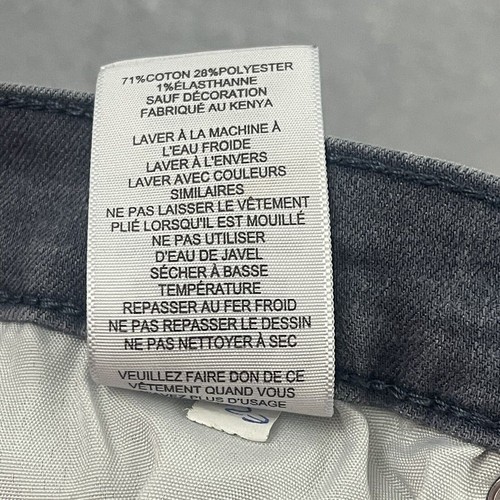 71%COTON 28%POLYESTER
1%ÉLASTHANNE
SAUF DÉCORATION
FABRIQUÉ AU KENYA
LAVER À LA MACHINE À
L'EAU FROIDE
LAVER À L'ENVERS
LAVER AVEC COULEURS
SIMILAIRES
NE PAS LAISSER LE VÊTEMENT
PLIÉ LORSQU'IL EST MOUILLÉ
NE PAS UTILISER
D'EAU DE JAVEL
SÉCHER À BASSE
TEMPÉRATURE
REPASSER AU FER FROID
NE PAS REPASSER LE DESSIN
NE PAS NETTOYER À SEC
VEUILLEZ FAIRE DON DE CE
VÊTEMENT QUAND VOUS
N'AVEZ PLUS D'USAGE